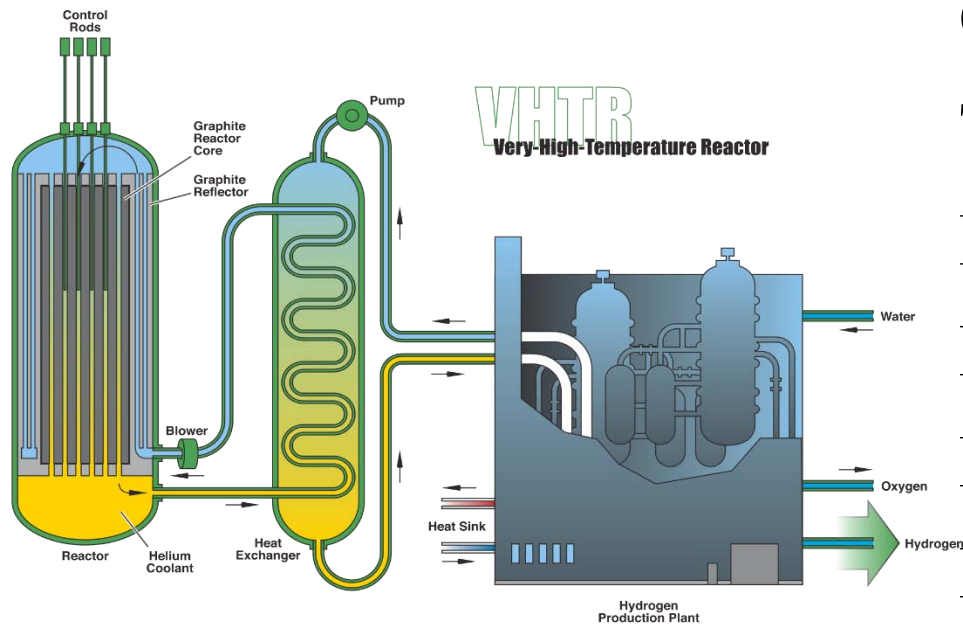 Control
Rods
Pump
VHTR
Very-High-Temperature Reactor
Graphite
Reactor
Core
Graphite
Reflector
Water
Blower
Oxygen
Heat Sink
Hydrogen
Reactor
Helium
Coolant
Heat
Exchanger
Hydrogen
Production Plant